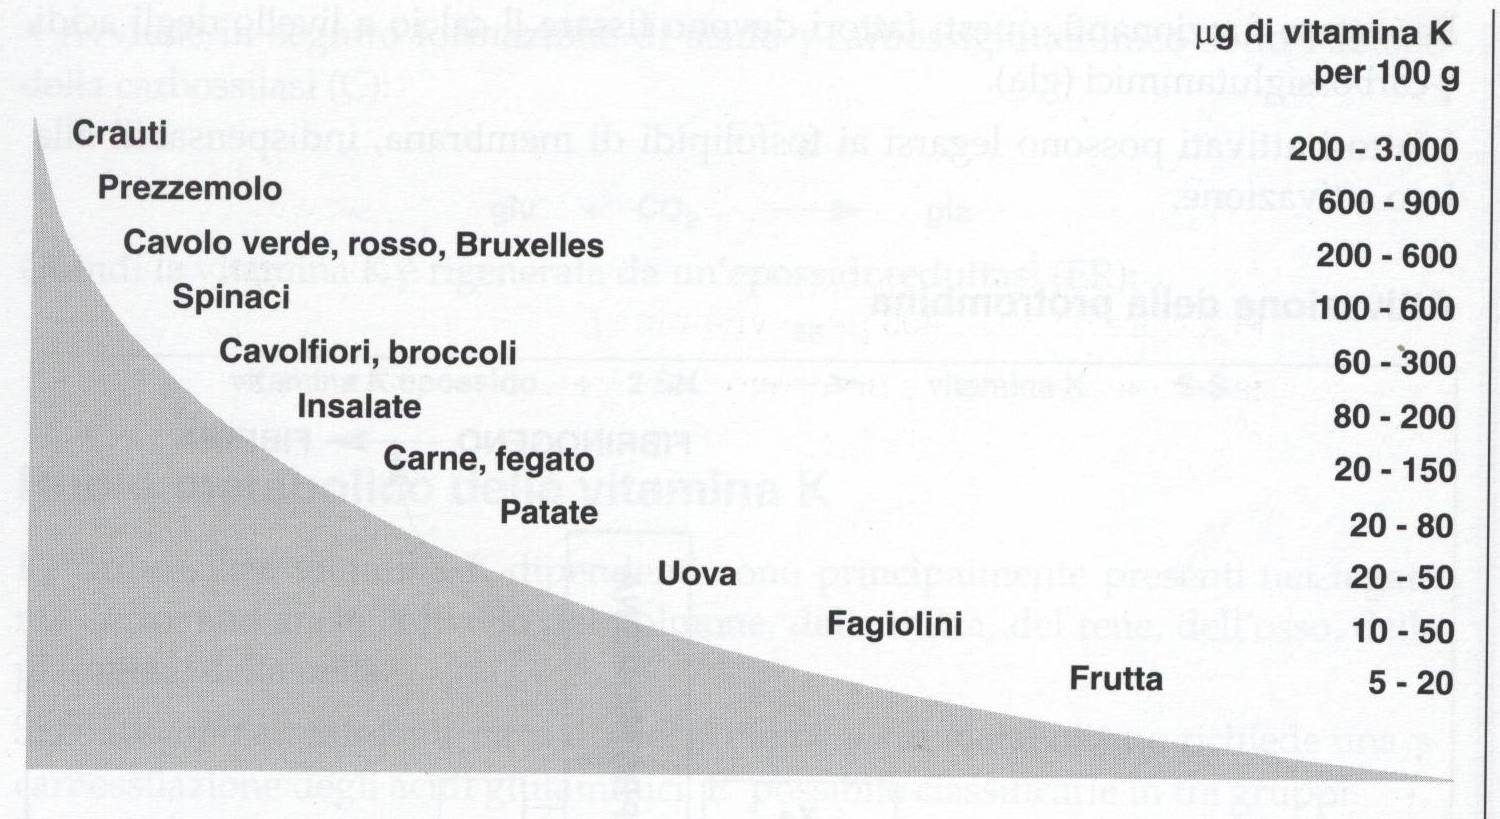 µg di vitamina K
per 100 g
Crauti 200 - 3.000
Prezzemolo 600 - 900
Cavolo verde, rosso, Bruxelles 200 - 600
Spinaci 100 - 600
Cavolfiori, broccoli 60 - 300
Insalate 80 - 200
Carne, fegato 20 - 150
Patate 20 - 80
Uova 20 - 50
Fagiolini 10 - 50
Frutta 5 - 20